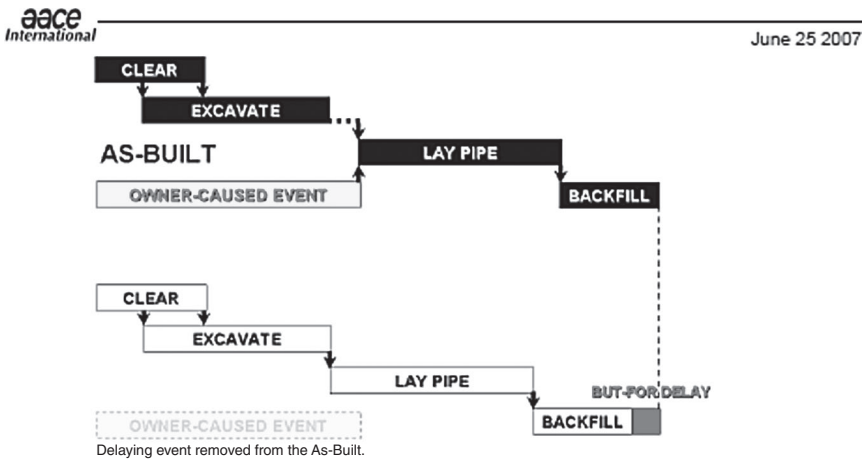 aace
International
June 25 2007
CLEAR
EXCAVATE
AS-BUILT
LAY PIPE
OWNER-CAUSED EVENT
BACKFILL
CLEAR
EXCAVATE
LAY PIPE
BUT-FOR DELAY
OWNER-CAUSED EVENT
BACKFILL
Delaying event removed from the As-Built.